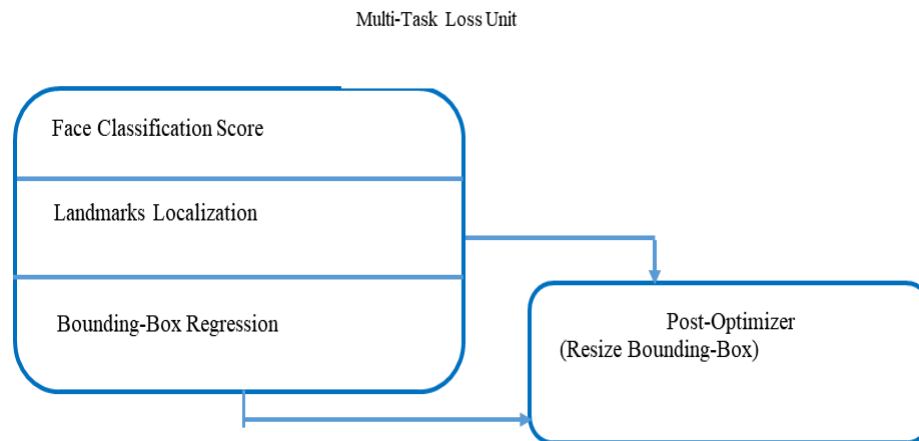 Multi-Task Loss Unit
Face Classification Score
Landmarks Localization
Bounding-Box Regression
Post-Optimizer
(Resize Bounding-Box)